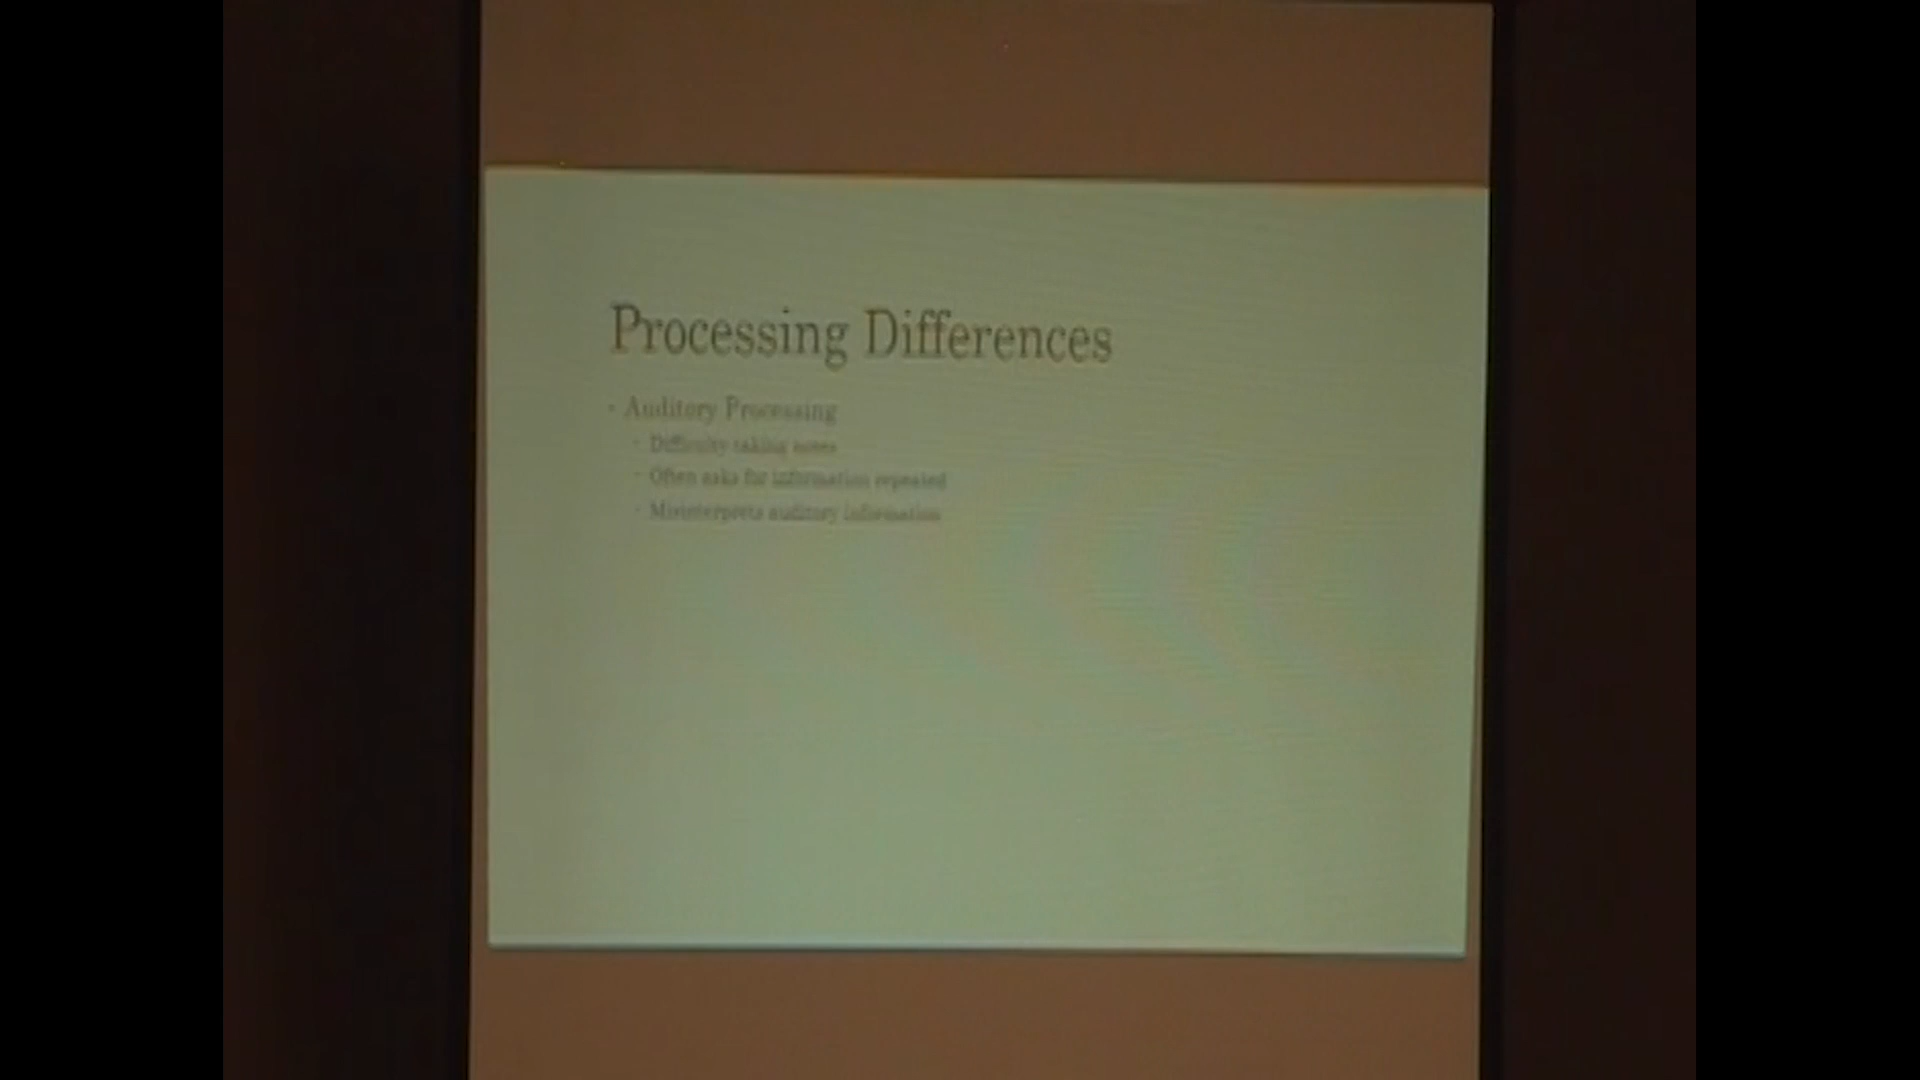 Processing Differences
· Auditory Processing
· Difficulty taking notes
· Often asks for information repeated
· Misinterprets auditory information